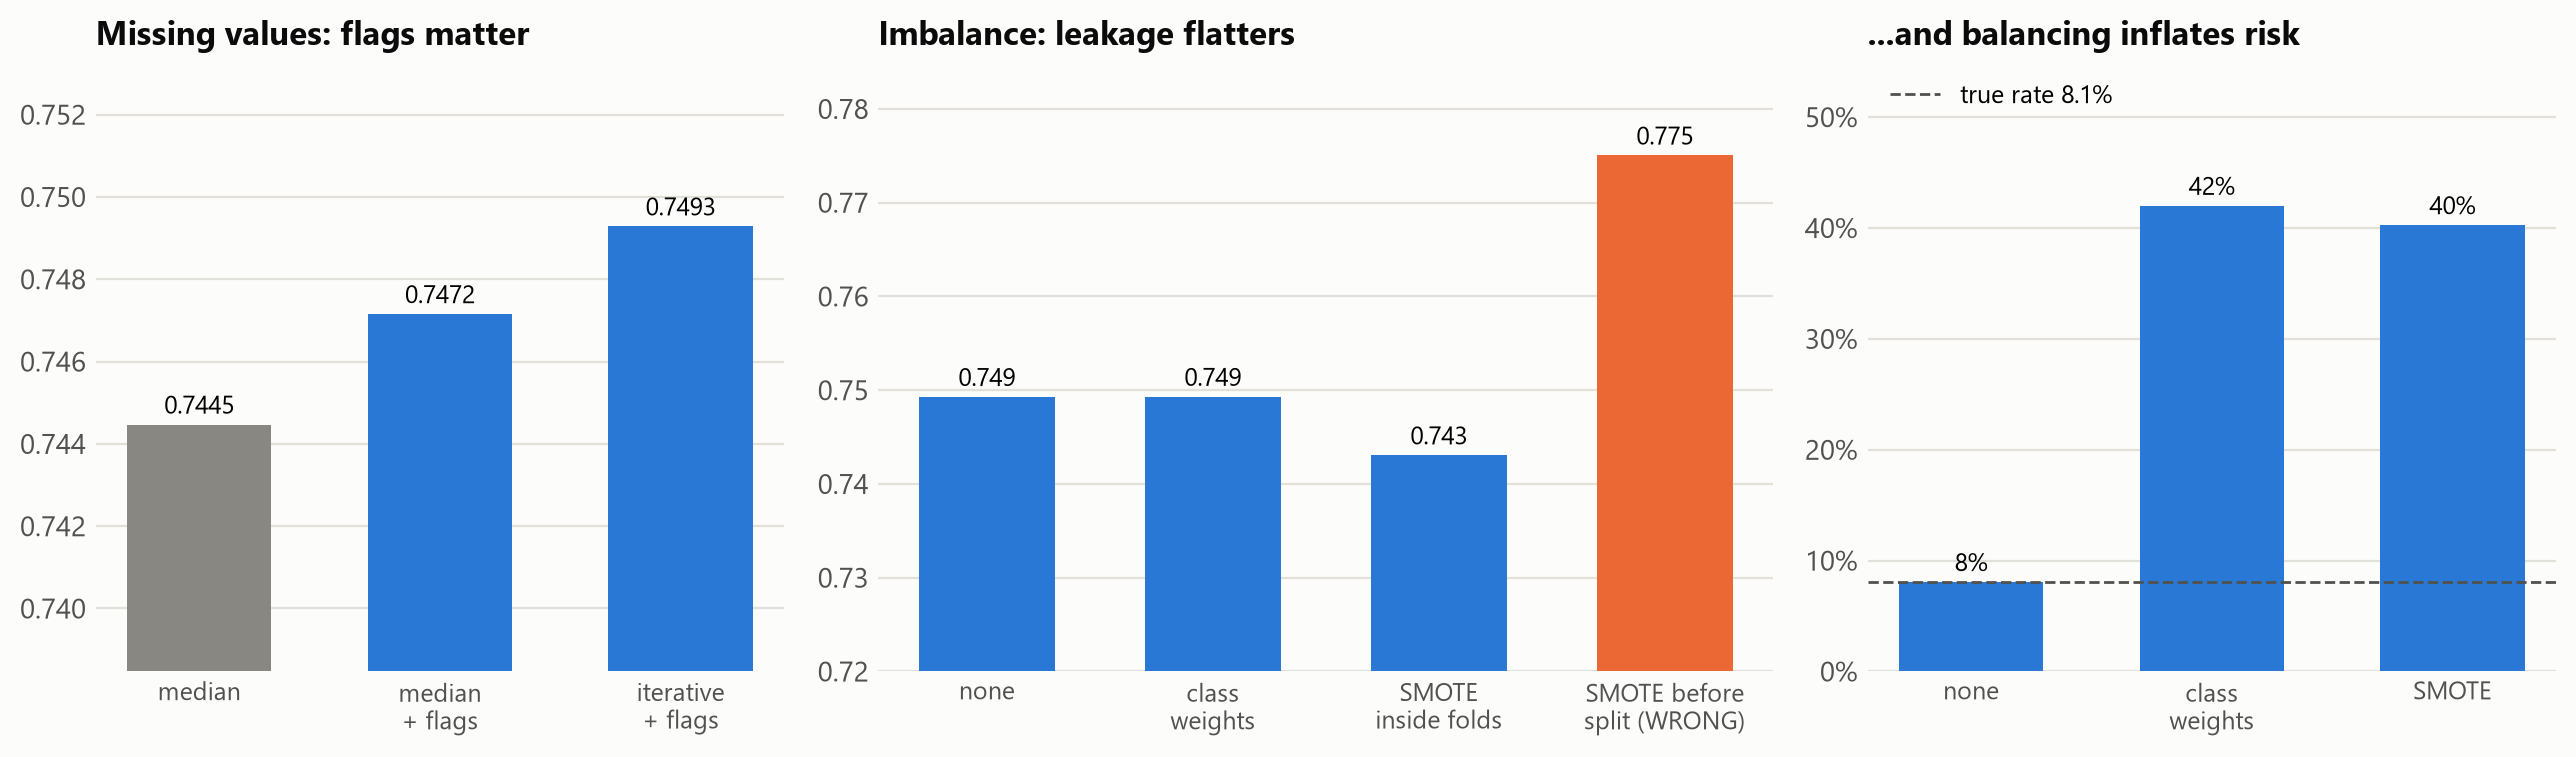 Missing values: flags matter
0.752
0.750
0.748
0.746
0.744
0.742
0.740
0.7445
0.7472
0.7493
median
median
+ flags
iterative
+ flags
Imbalance: leakage flatters
0.78
0.77
0.76
0.75
0.74
0.73
0.72
0.749
0.749
0.743
0.775
none
class
weights
SMOTE
inside folds
SMOTE before
split (WRONG)
...and balancing inflates risk
true rate 8.1%
50%
40%
30%
20%
10%
0%
8%
42%
40%
none
class
weights
SMOTE